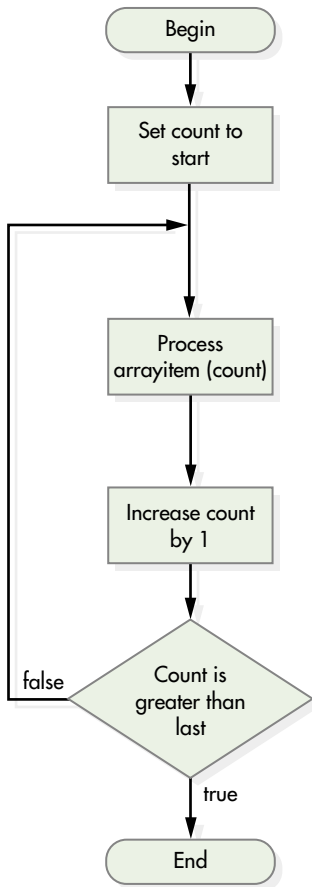 Begin
Set count to
start
Process
arrayitem (count)
Increase count
by 1
Count is
greater than
last
false
true
End